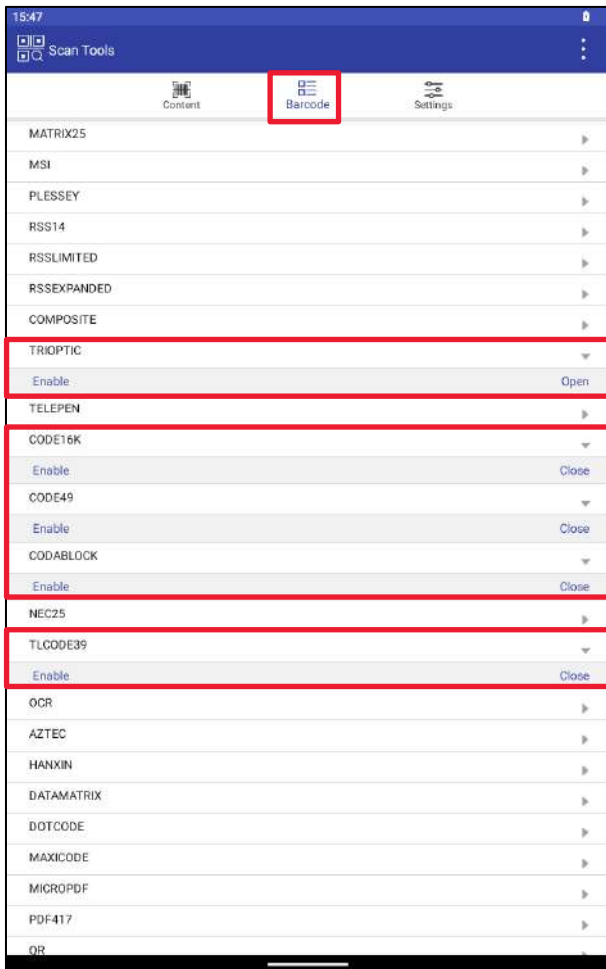 15:47
Scan Tools
Content Barcode Settings
MATRIX25
MSI
PLESSEY
RSS14
RSSLIMITED
RSSEXPANDED
COMPOSITE
TRIOPTIC
Enable Open
TELEPEN
CODE16K
Enable Close
CODE49
Enable Close
CODABLOCK
Enable Close
NEC25
TLCODE39
Enable Close
OCR
AZTEC
HANXIN
DATAMATRIX
DOTCODE
MAXICODE
MICROPDF
PDF417
QR